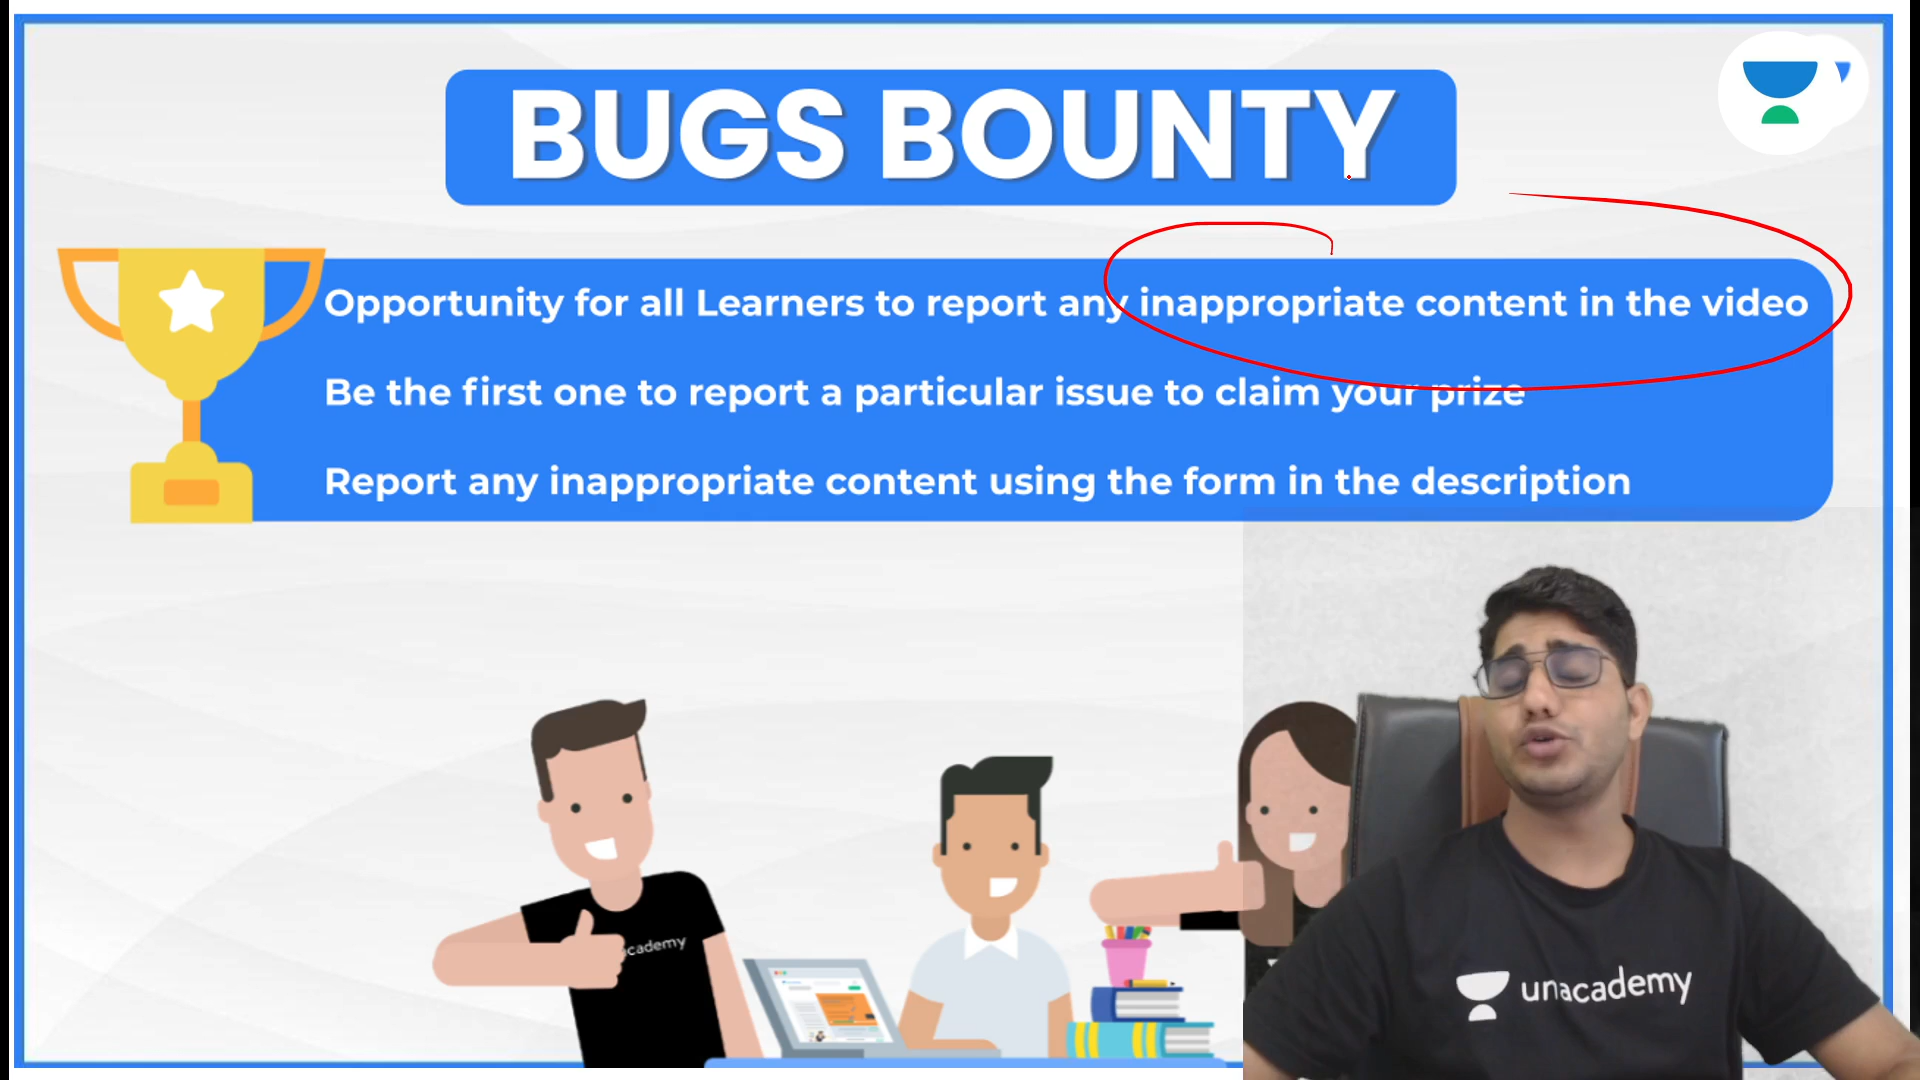 BUGS BOUNTY
Opportunity for all Learners to report any inappropriate content in the video
Be the first one to report a particular issue to claim your prize
Report any inappropriate content using the form in the description
academy
unacademy